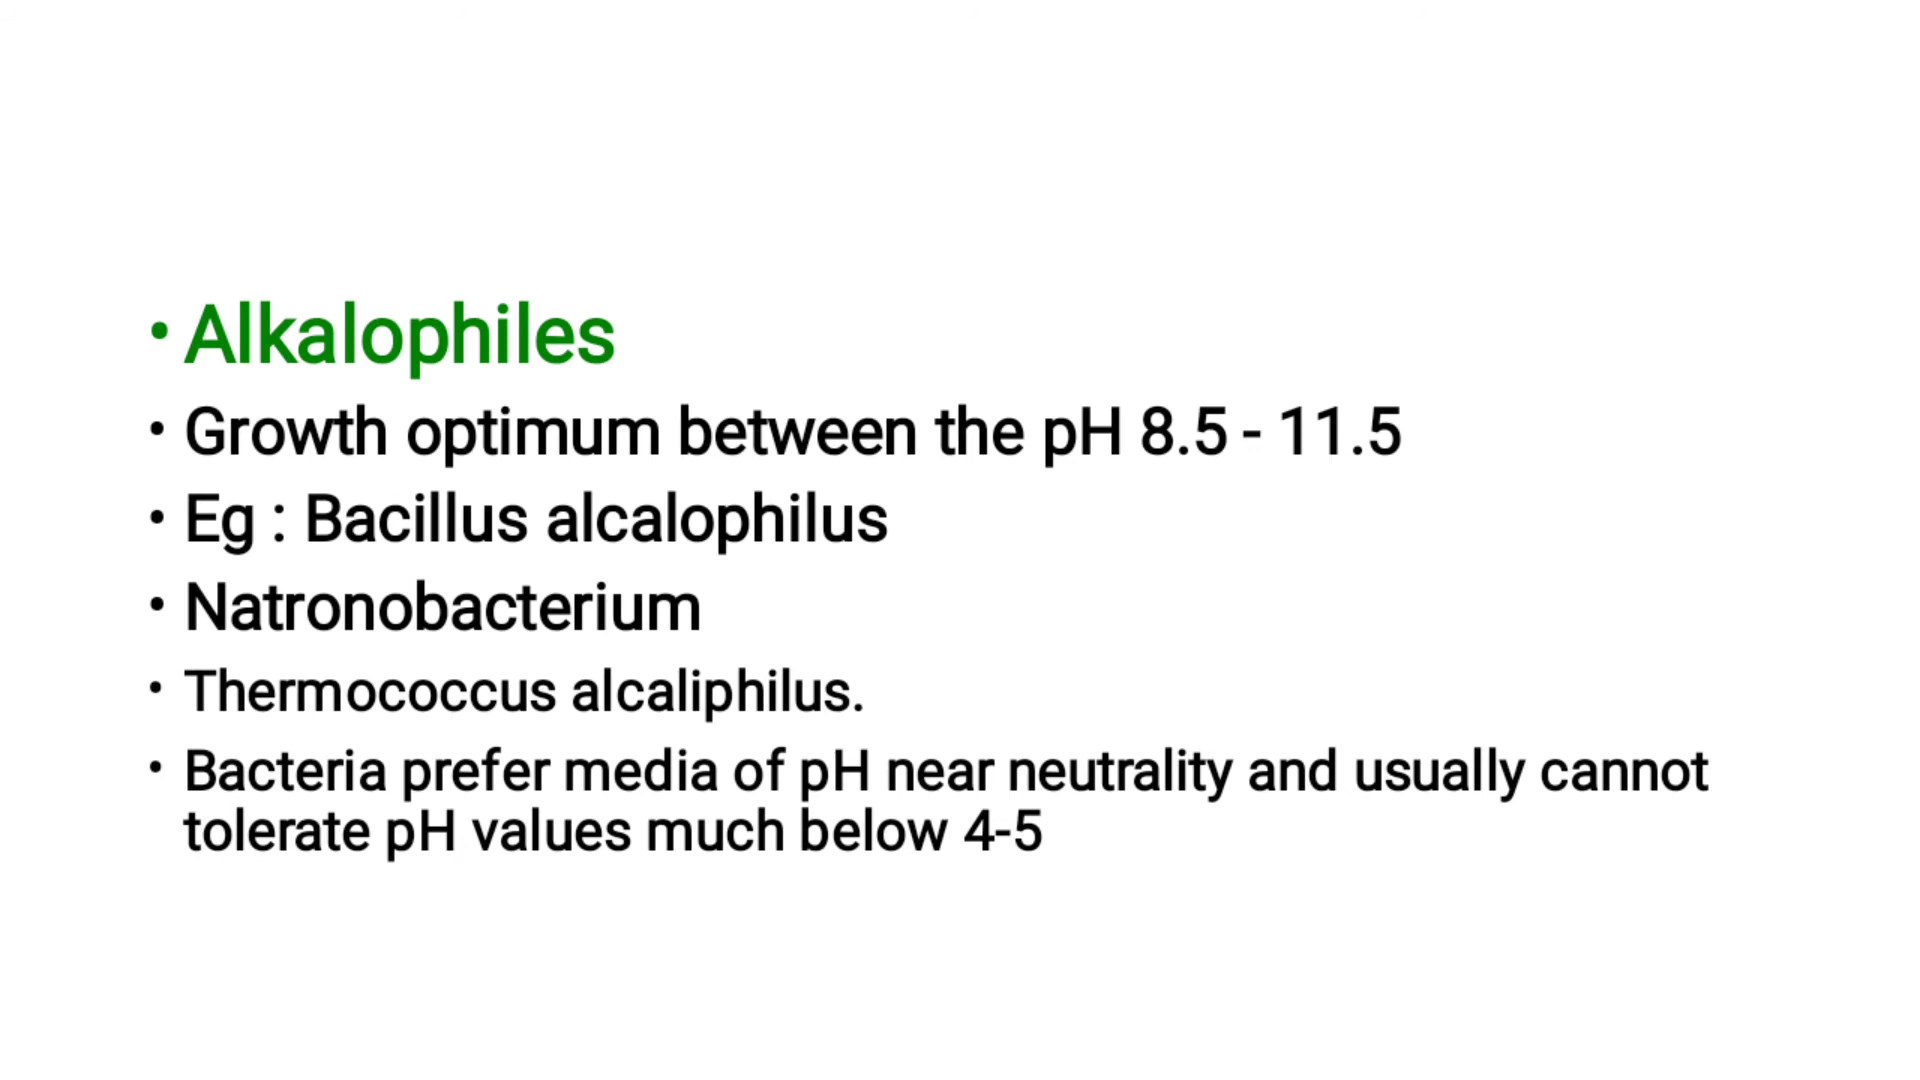 • Alkalophiles
• Growth optimum between the pH 8.5 - 11.5
• Eg : Bacillus alcalophilus
• Natronobacterium
• Thermococcus alcaliphilus.
• Bacteria prefer media of pH near neutrality and usually cannot
tolerate pH values much below 4-5